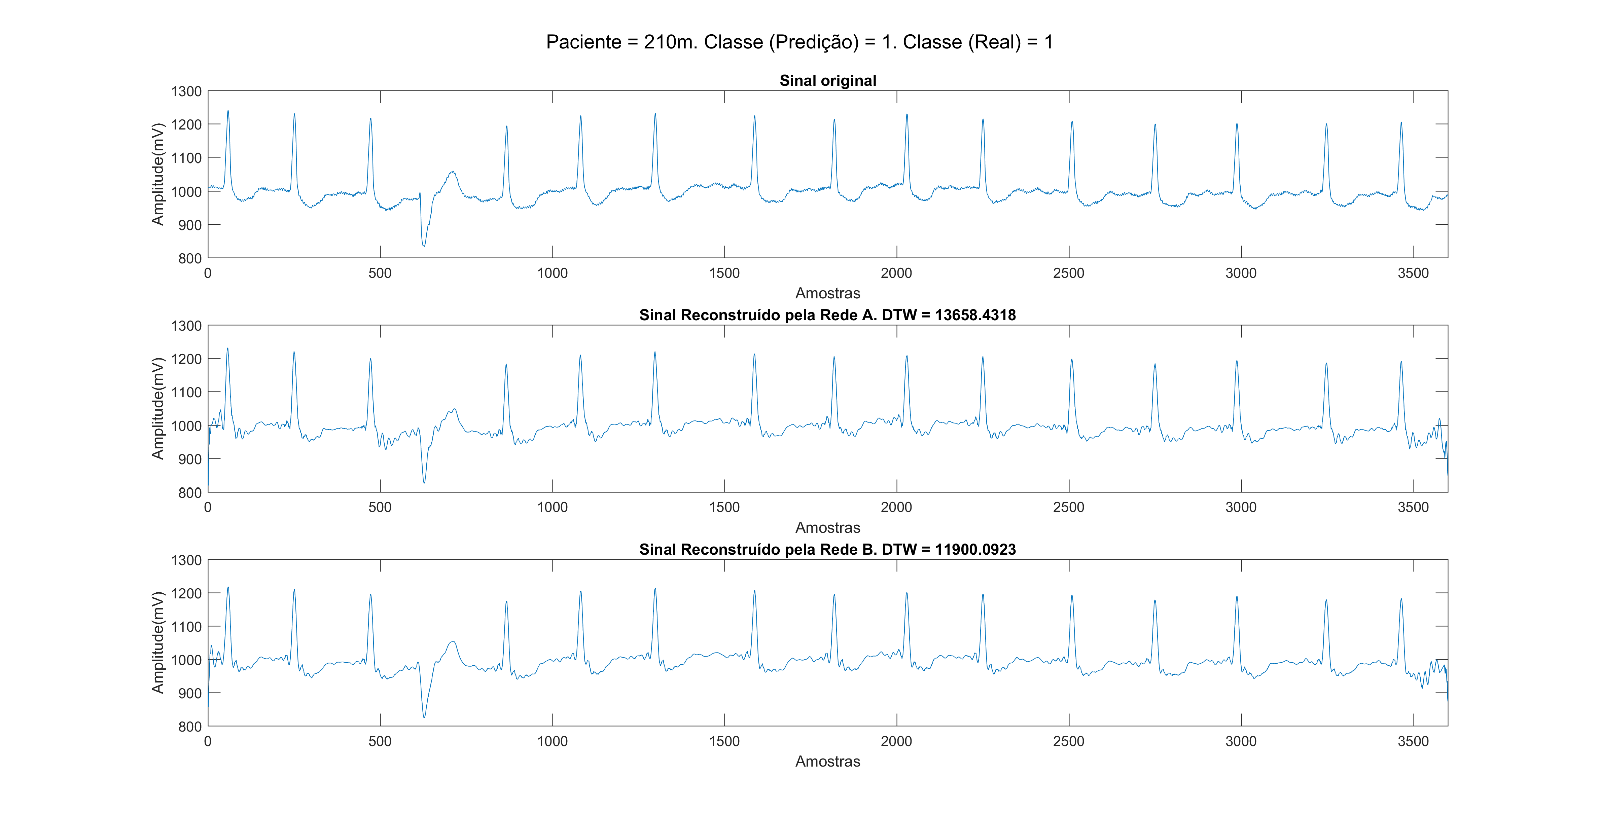 Paciente = 210m. Classe (Predição) = 1. Classe (Real) = 1
Sinal original
1300
1200
1100
1000
900
800
Amplitude(mV)
0 500 1000 1500 2000 2500 3000 3500
Amostras
Sinal Reconstruído pela Rede A. DTW = 13658.4318
1300
1200
1100
1000
900
800
Amplitude(mV)
0 500 1000 1500 2000 2500 3000 3500
Amostras
Sinal Reconstruído pela Rede B. DTW = 11900.0923
1300
1200
1100
1000
900
800
Amplitude(mV)
0 500 1000 1500 2000 2500 3000 3500
Amostras